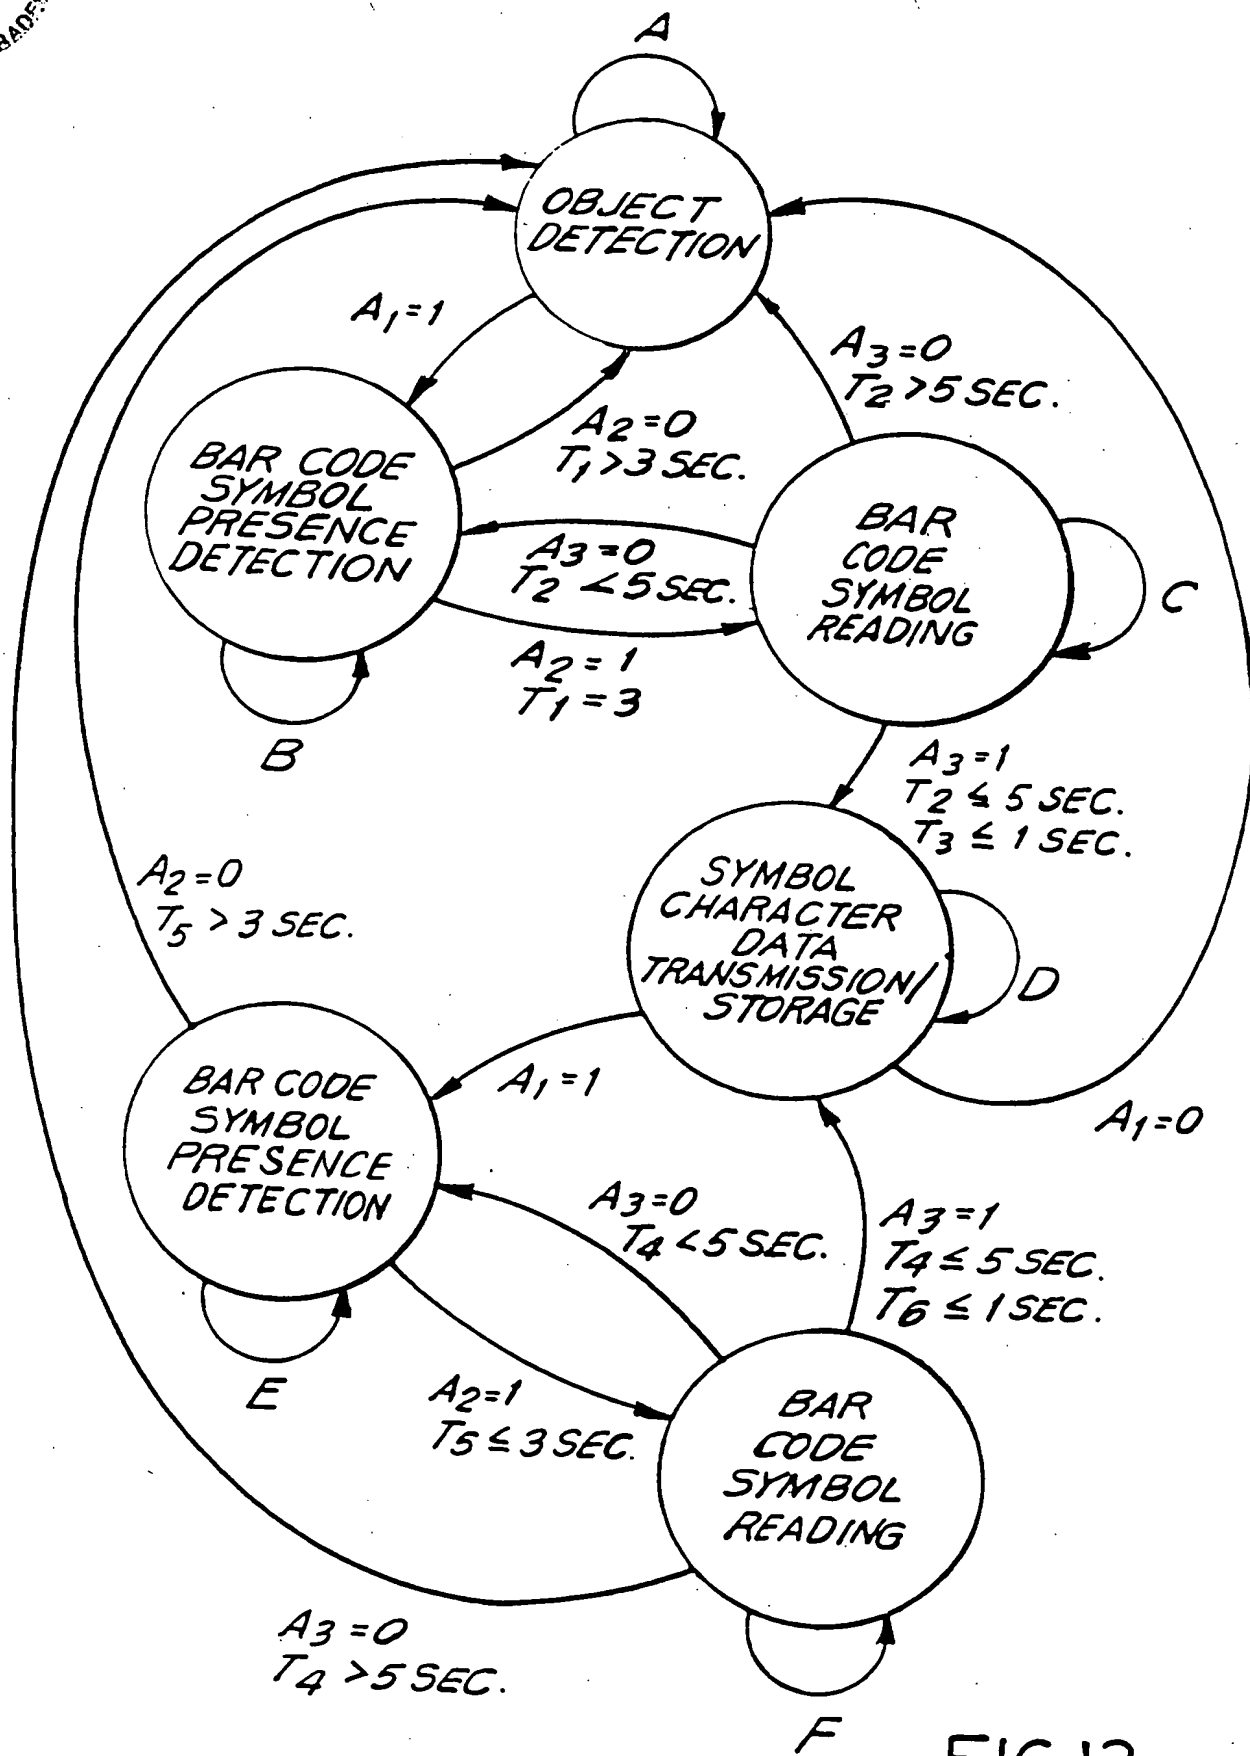 A
OBJECT
DETECTION
A1=1
A3=0
T2>5 SEC.
A2=0
T1>3 SEC.
BAR CODE
SYMBOL
PRESENCE
DETECTION
A3=0
T2<5 SEC.
BAR
CODE
SYMBOL
READING
C
A2=1
T1=3
B
A3=1
T2≤5 SEC.
T3≤1 SEC.
A2=0
T5>3 SEC.
SYMBOL
CHARACTER
DATA
TRANSMISSION/
STORAGE
D
A1=1
A1=0
BAR CODE
SYMBOL
PRESENCE
DETECTION
A3=0
T4<5 SEC.
A3=1
T4≤5 SEC.
T6≤1 SEC.
E
A2=1
T5≤3 SEC.
BAR
CODE
SYMBOL
READING
A3=0
T4>5 SEC.
F